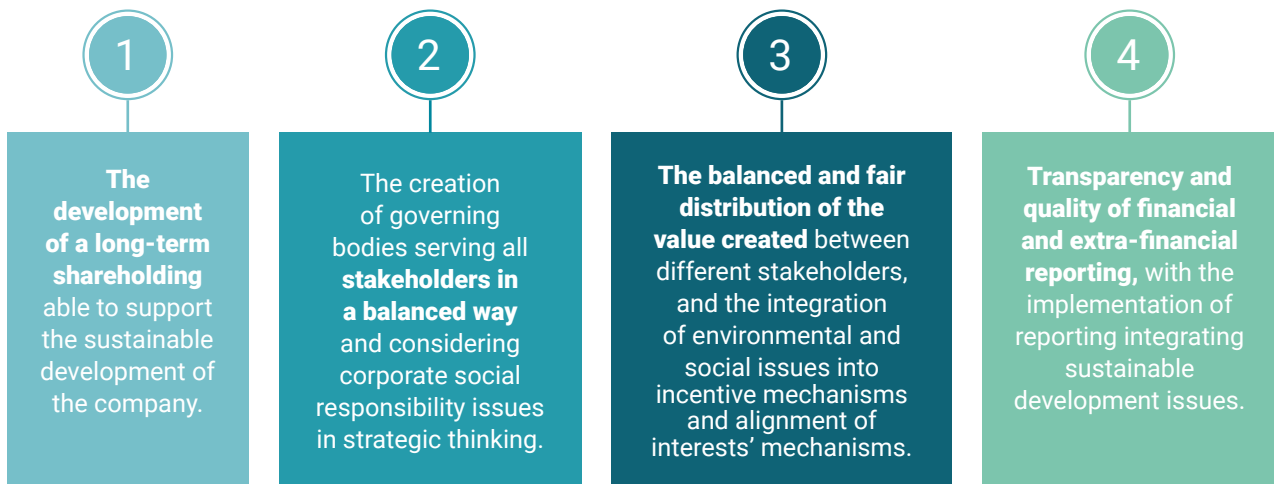 1
The
development
of a long-term
shareholding
able to support
the sustainable
development of
the company.
2
The creation
of governing
bodies serving all
stakeholders in
a balanced way
and considering
corporate social
responsibility issues
in strategic thinking.
3
The balanced and fair
distribution of the
value created between
different stakeholders,
and the integration
of environmental and
social issues into
incentive mechanisms
and alignment of
interests’ mechanisms.
4
Transparency and
quality of financial
and extra-financial
reporting, with the
implementation of
reporting integrating
sustainable
development issues.